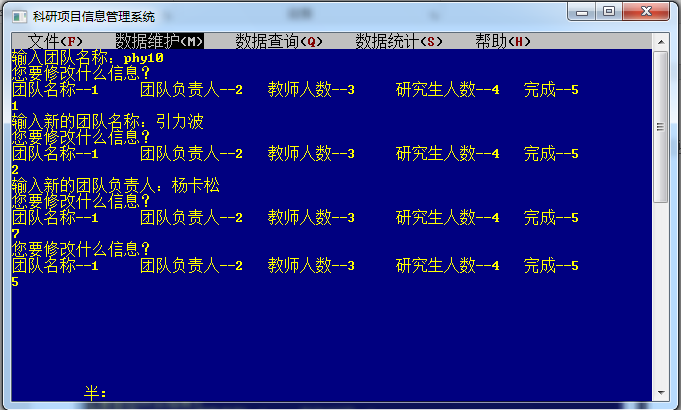 科研项目信息管理系统
文件(F) 数据维护(M) 数据查询(Q) 数据统计(S) 帮助(H)
输入团队名称：phy10
您要修改什么信息？
团队名称--1 团队负责人--2 教师人数--3 研究生人数--4 完成--5
1
输入新的团队名称：引力波
您要修改什么信息？
团队名称--1 团队负责人--2 教师人数--3 研究生人数--4 完成--5
2
输入新的团队负责人：杨卡松
您要修改什么信息？
团队名称--1 团队负责人--2 教师人数--3 研究生人数--4 完成--5
7
您要修改什么信息？
团队名称--1 团队负责人--2 教师人数--3 研究生人数--4 完成--5
5
半：